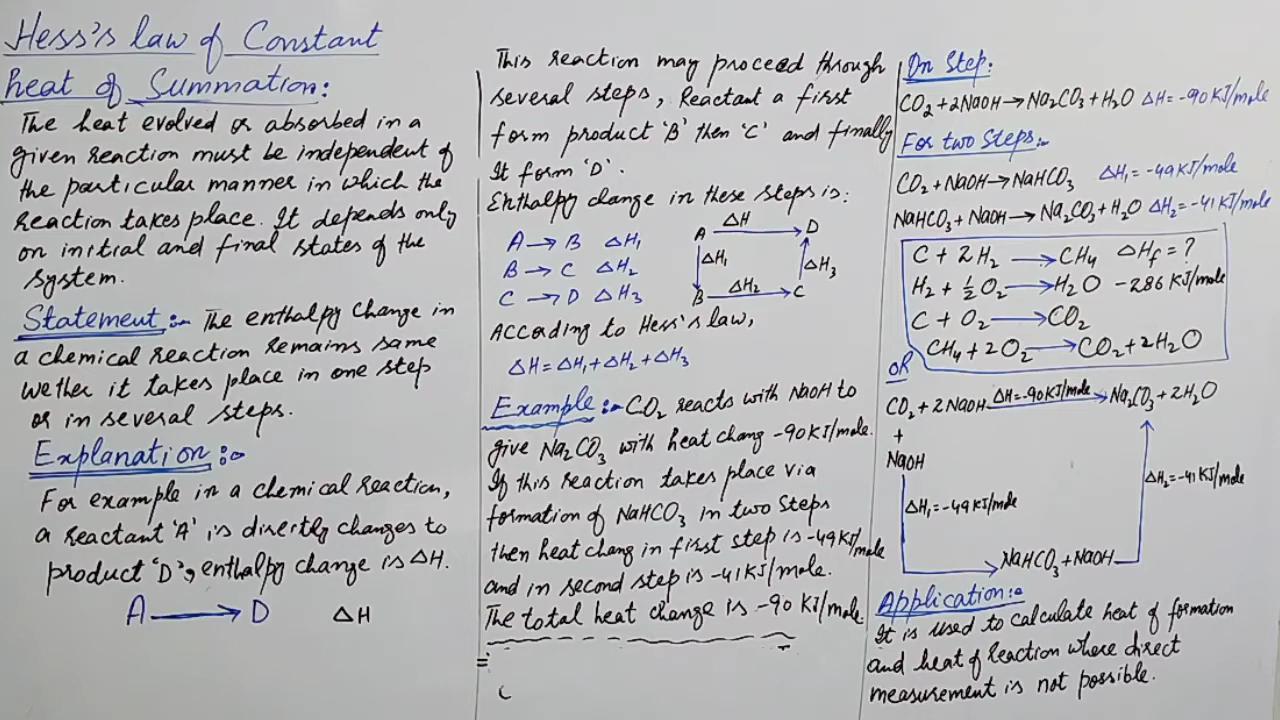 Hess's law of Constant
heat of Summation:
The heat evolved or absorbed in a
given reaction must be independent of
the particular manner in which the
reaction takes place. It depends only
on initial and final states of the
system.
Statement:- The enthalpy Change in
a chemical reaction remains same
wether it takes place in one step
or in several steps.
Explanation:-
For example in a chemical reaction,
a reactant 'A' is directly changes to
product 'D', enthalpy change is ΔH.
A → D ΔH
This reaction may proceed through
several steps, Reactant a first
form product 'B' then 'C' and finally
It form 'D'.
Enthalpy change in these steps is:
A → B ΔH₁
B → C ΔH₂
C → D ΔH₃
A ΔH → D
ΔH₁ ΔH₃
B ΔH₂ → C
According to Hess's law,
ΔH = ΔH₁ + ΔH₂ + ΔH₃
Example:- CO₂ reacts with NaOH to
give Na₂CO₃ with heat chang -90 KJ/mole.
If this reaction takes place via
formation of NaHCO₃ in two steps
then heat chang in first step is -49 KJ/mole
and in second step is -41 KJ/mole.
The total heat change is -90 KJ/mole.
On Step:
CO₂ + 2NaOH → Na₂CO₃ + H₂O ΔH = -90 KJ/mole
For two Steps:-
CO₂ + NaOH → NaHCO₃ ΔH₁ = -49 KJ/mole
NaHCO₃ + NaOH → Na₂CO₃ + H₂O ΔH₂ = -41 KJ/mole
C + 2H₂ → CH₄ ΔHf = ?
H₂ + ½O₂ → H₂O -286 KJ/mole
C + O₂ → CO₂
CH₄ + 2O₂ → CO₂ + 2H₂O
OR
CO₂ + 2NaOH ΔH = -90 KJ/mole → Na₂CO₃ + 2H₂O
+
NaOH
ΔH₁ = -49 KJ/mole
ΔH₂ = -41 KJ/mole
NaHCO₃ + NaOH
Application:-
It is used to calculate heat of formation
and heat of reaction where direct
measurement is not possible.